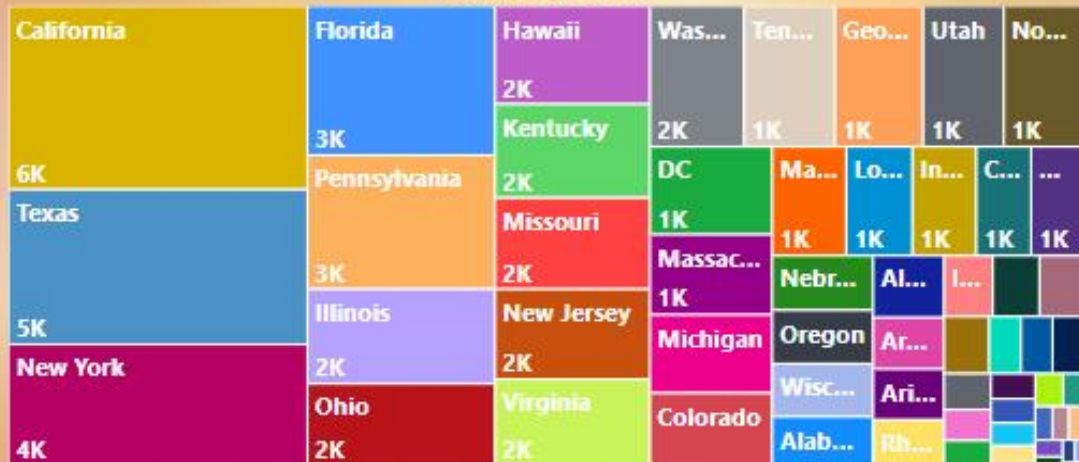 California
6K
Texas
5K
New York
4K
Florida
3K
Pennsylvania
3K
Illinois
2K
Ohio
2K
Hawaii
2K
Kentucky
2K
Missouri
2K
New Jersey
2K
Virginia
2K
Was...
2K
Ten...
1K
Geo...
1K
Utah
1K
No...
1K
DC
1K
Massac...
1K
Michigan
Colorado
Ma...
1K
Lo...
1K
In...
1K
C...
1K
...
1K
Nebr...
Oregon
Wisc...
Alab...
Al...
Ar...
Ari...
Rh...
I...